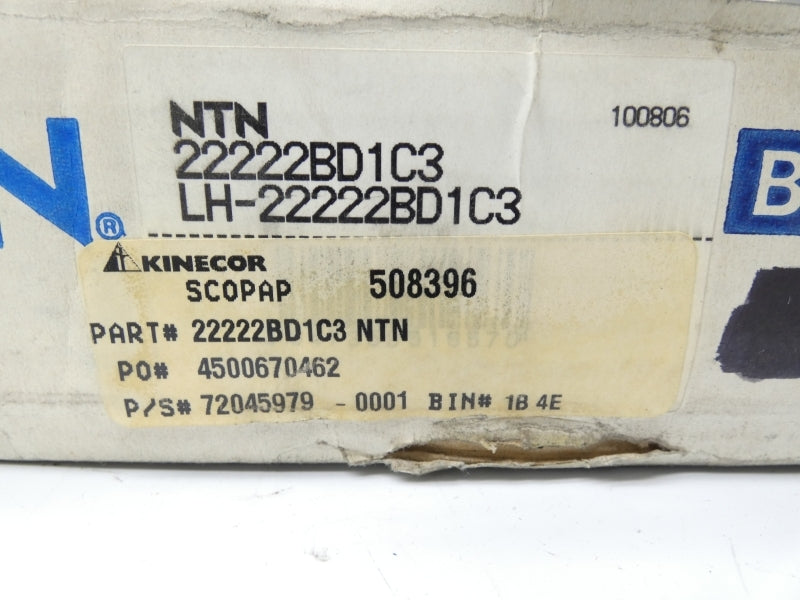 NTN
100806
22222BD1C3
LH-22222BD1C3
N®
B
KINECOR
SCOPAP 508396
PART# 22222BD1C3 NTN
PO# 4500670462
P/S# 72045979 - 0001 BIN# 1B 4E